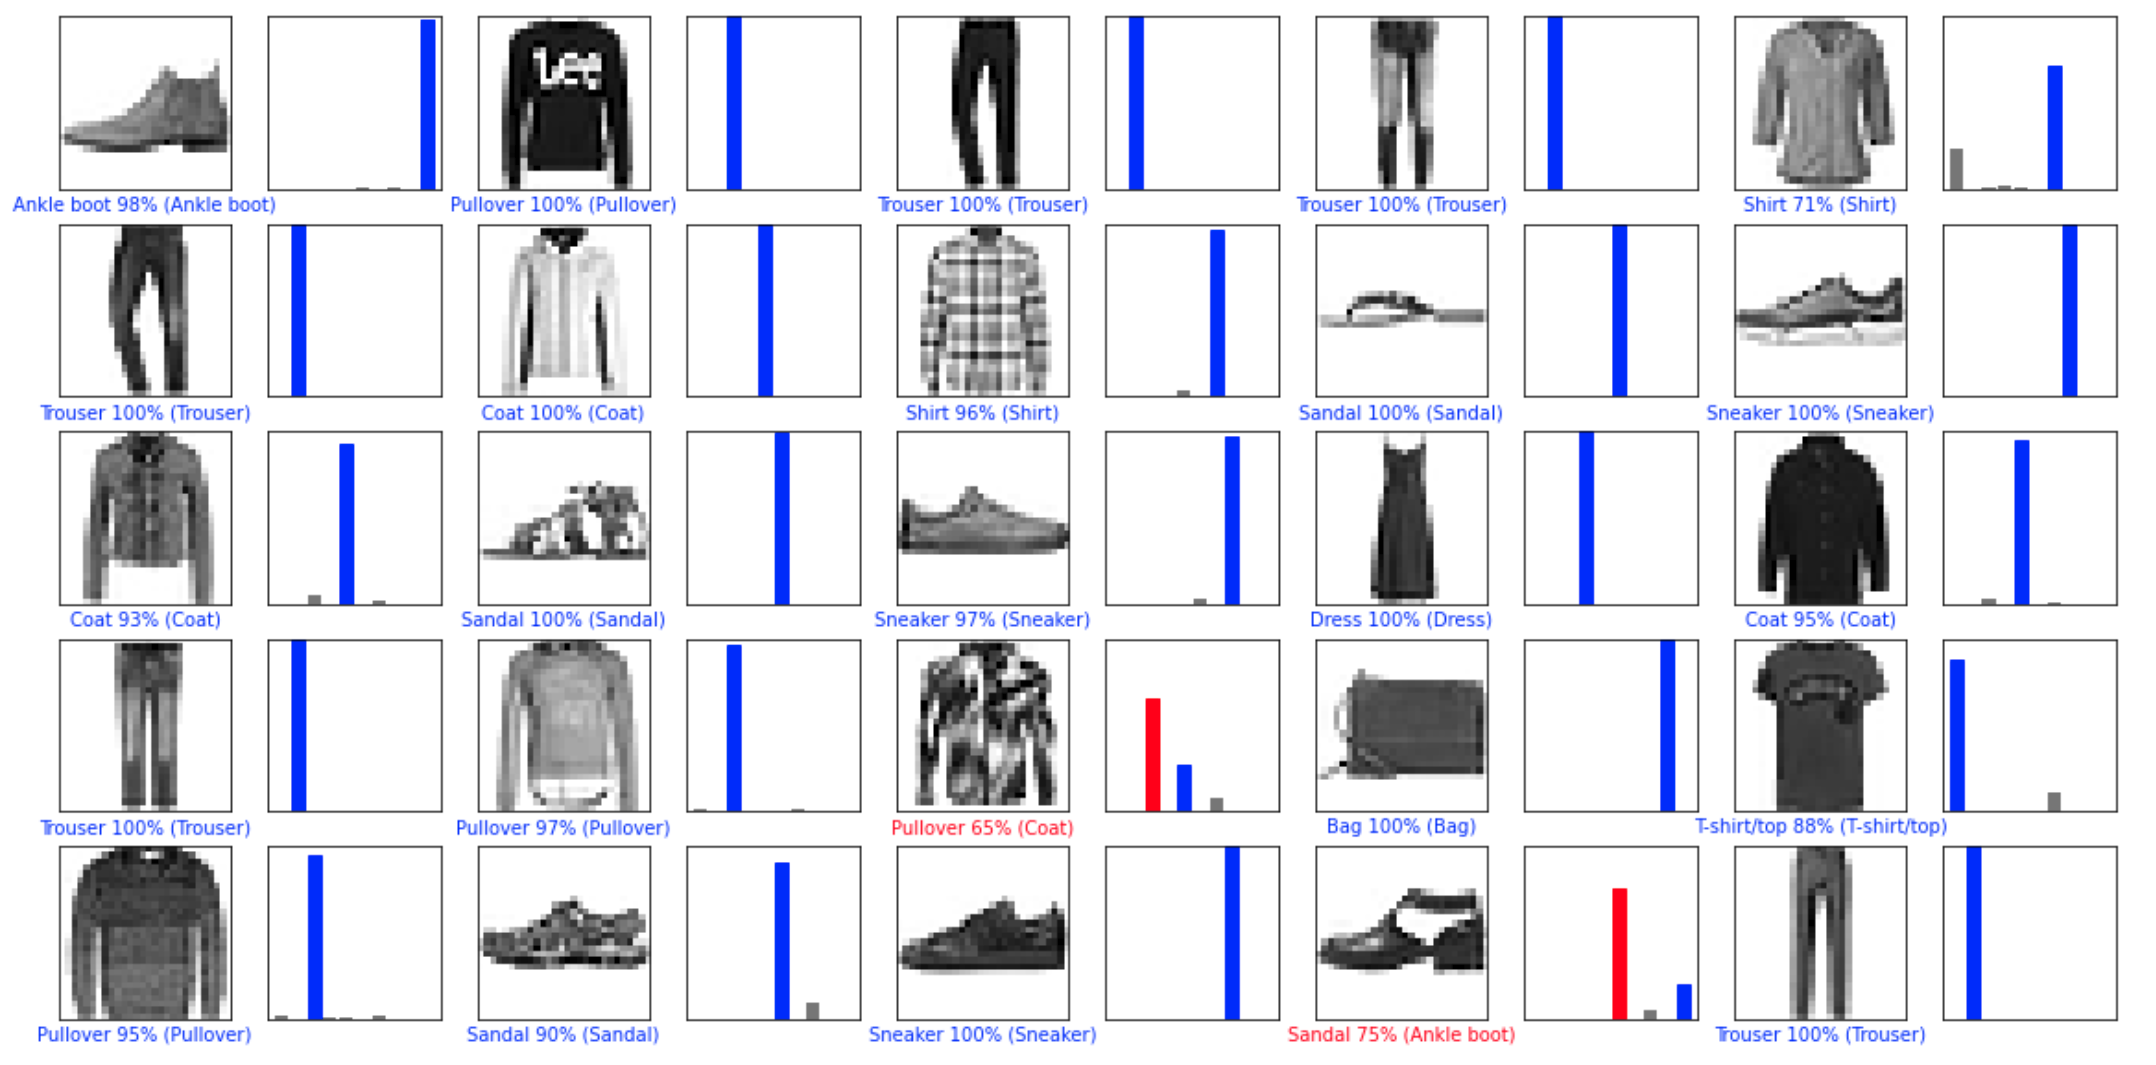 Lee
Ankle boot 98% (Ankle boot)
Pullover 100% (Pullover)
Trouser 100% (Trouser)
Trouser 100% (Trouser)
Shirt 71% (Shirt)
Trouser 100% (Trouser)
Coat 100% (Coat)
Shirt 96% (Shirt)
Sandal 100% (Sandal)
Sneaker 100% (Sneaker)
Coat 93% (Coat)
Sandal 100% (Sandal)
Sneaker 97% (Sneaker)
Dress 100% (Dress)
Coat 95% (Coat)
Trouser 100% (Trouser)
Pullover 97% (Pullover)
Pullover 65% (Coat)
Bag 100% (Bag)
T-shirt/top 88% (T-shirt/top)
Pullover 95% (Pullover)
Sandal 90% (Sandal)
Sneaker 100% (Sneaker)
Sandal 75% (Ankle boot)
Trouser 100% (Trouser)